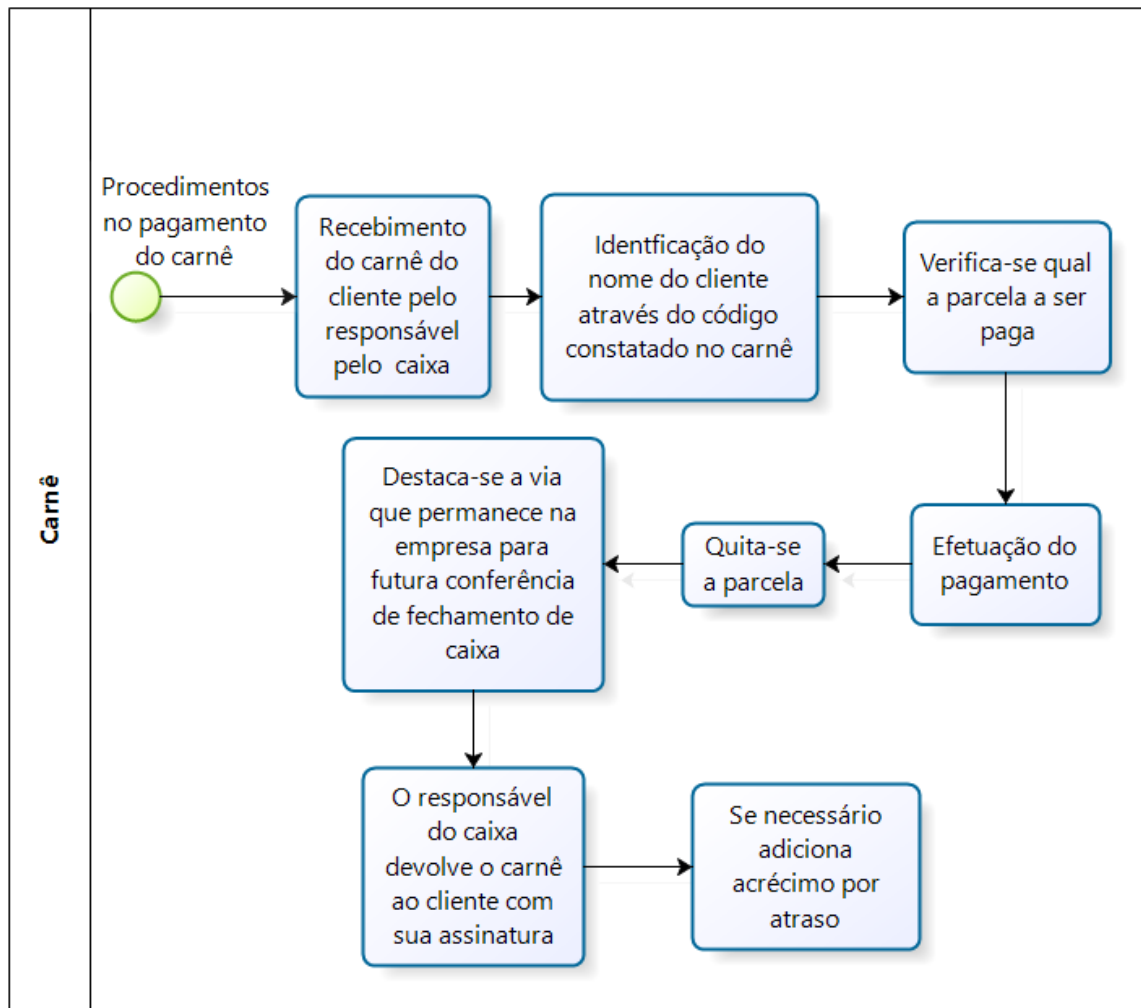 Carnê
Procedimentos
no pagamento
do carnê
Recebimento
do carnê do
cliente pelo
responsável
pelo caixa
Identficação do
nome do cliente
através do código
constatado no carnê
Verifica-se qual
a parcela a ser
paga
Efetuação do
pagamento
Quita-se
a parcela
Destaca-se a via
que permanece na
empresa para
futura conferência
de fechamento de
caixa
O responsável
do caixa
devolve o carnê
ao cliente com
sua assinatura
Se necessário
adiciona
acrécimo por
atraso